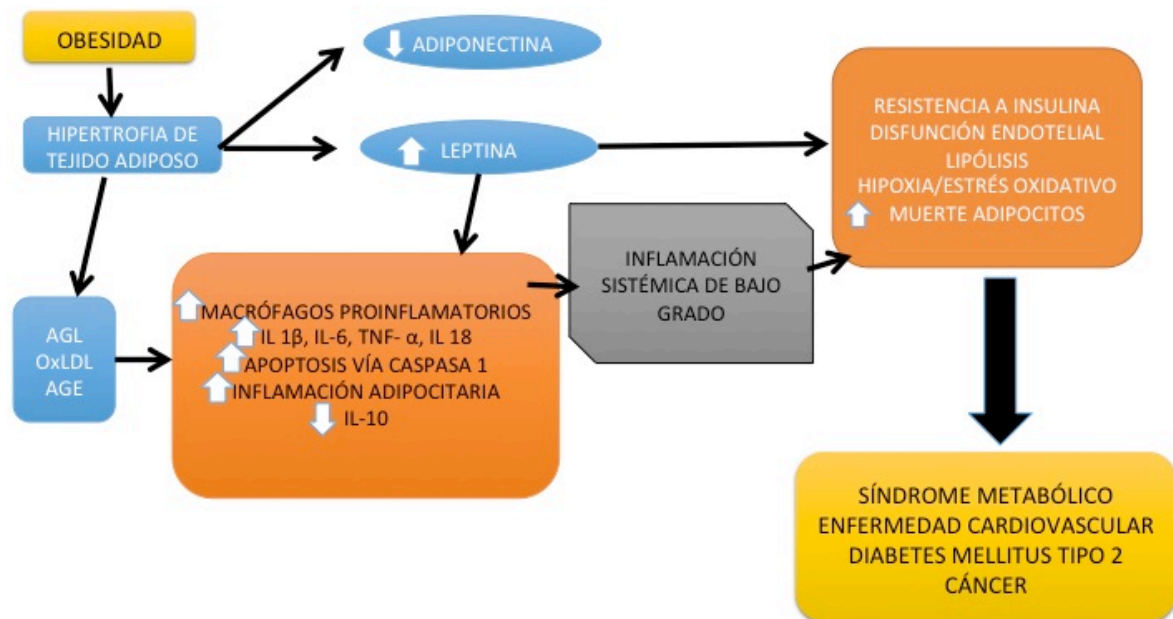 OBESIDAD
ADIPONECTINA
HIPERTROFIA DE
TEJIDO ADIPOSO
LEPTINA
RESISTENCIA A INSULINA
DISFUNCIÓN ENDOTELIAL
LIPÓLISIS
HIPOXIA/ESTRÉS OXIDATIVO
MUERTE ADIPOCITOS
AGL
OxLDL
AGE
MACRÓFAGOS PROINFLAMATORIOS
IL 1β, IL-6, TNF- α, IL 18
APOPTOSIS VÍA CASPASA 1
INFLAMACIÓN ADIPOCITARIA
IL-10
INFLAMACIÓN
SISTÉMICA DE BAJO
GRADO
SÍNDROME METABÓLICO
ENFERMEDAD CARDIOVASCULAR
DIABETES MELLITUS TIPO 2
CÁNCER